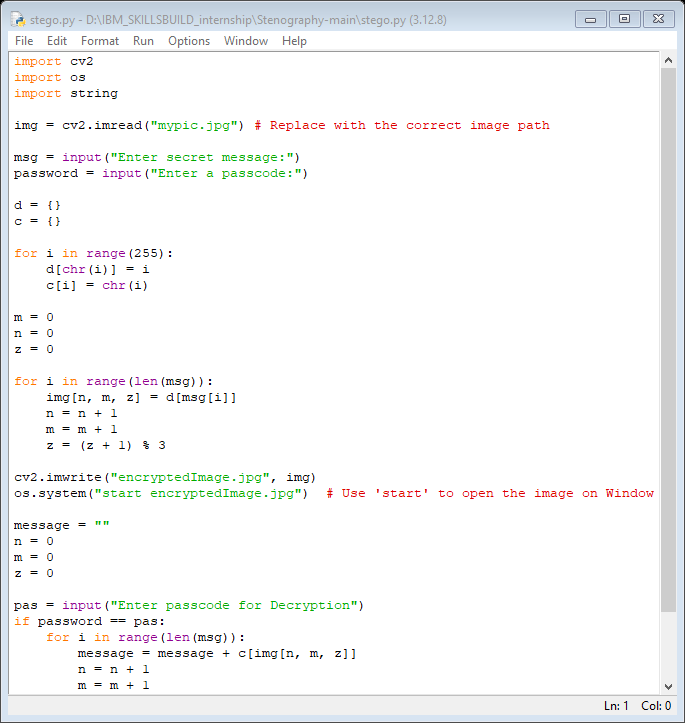 stego.py - D:\IBM_SKILLSBUILD_internship\Stenography-main\stego.py (3.12.8)
File Edit Format Run Options Window Help
import cv2
import os
import string

img = cv2.imread("mypic.jpg") # Replace with the correct image path

msg = input("Enter secret message:")
password = input("Enter a passcode:")

d = {}
c = {}

for i in range(255):
    d[chr(i)] = i
    c[i] = chr(i)

m = 0
n = 0
z = 0

for i in range(len(msg)):
    img[n, m, z] = d[msg[i]]
    n = n + 1
    m = m + 1
    z = (z + 1) % 3

cv2.imwrite("encryptedImage.jpg", img)
os.system("start encryptedImage.jpg")  # Use 'start' to open the image on Window

message = ""
n = 0
m = 0
z = 0

pas = input("Enter passcode for Decryption")
if password == pas:
    for i in range(len(msg)):
        message = message + c[img[n, m, z]]
        n = n + 1
        m = m + 1
Ln: 1 Col: 0